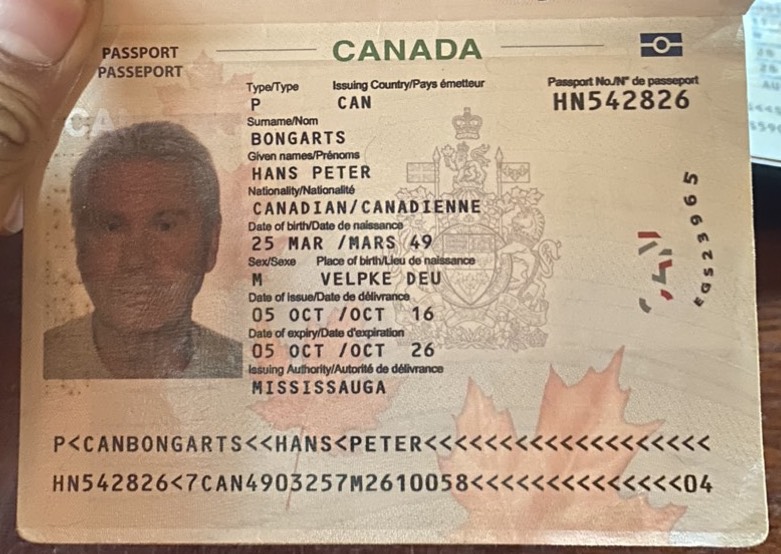 PASSPORT
PASSEPORT
CANADA
Type/Type Issuing Country/Pays émetteur Passport No./N° de passeport
P CAN HN542826
Surname/Nom
BONGARTS
Given names/Prénoms
HANS PETER
Nationality/Nationalité
CANADIAN/CANADIENNE
Date of birth/Date de naissance
25 MAR /MARS 49
Sex/Sexe Place of birth/Lieu de naissance
M VELPKE DEU
Date of issue/Date de délivrance
05 OCT /OCT 16
Date of expiry/Date d'expiration
05 OCT /OCT 26
Issuing Authority/Autorité de délivrance
MISSISSAUGA
P<CANBONGARTS<<HANS<PETER<<<<<<<<<<<<<<<<<<<
HN542826<7CAN4903257M2610058<<<<<<<<<<<<<<04